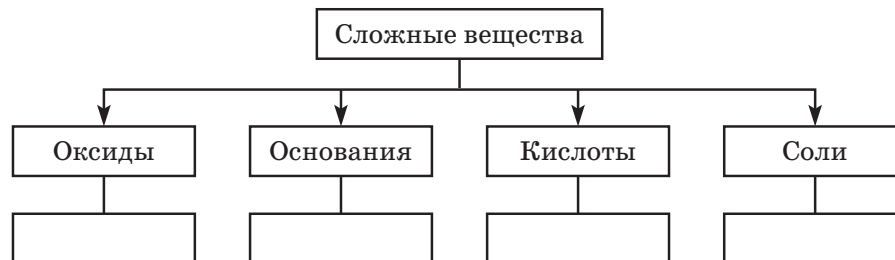 Сложные вещества
Оксиды
Основания
Кислоты
Соли